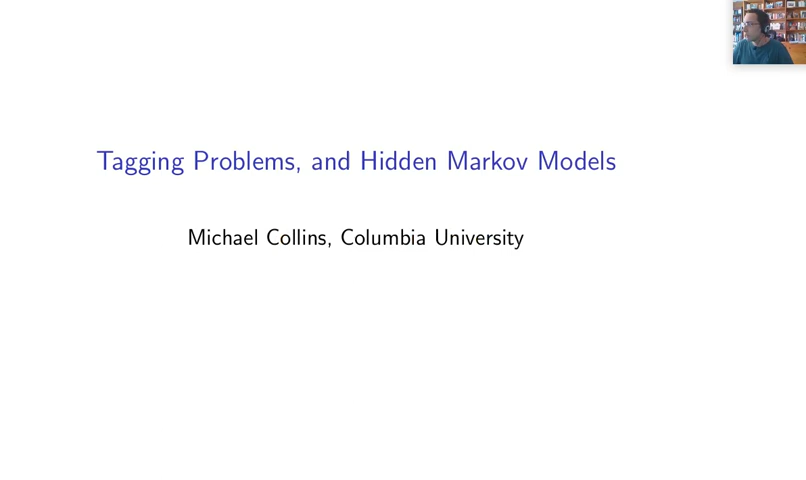 Tagging Problems, and Hidden Markov Models
Michael Collins, Columbia University